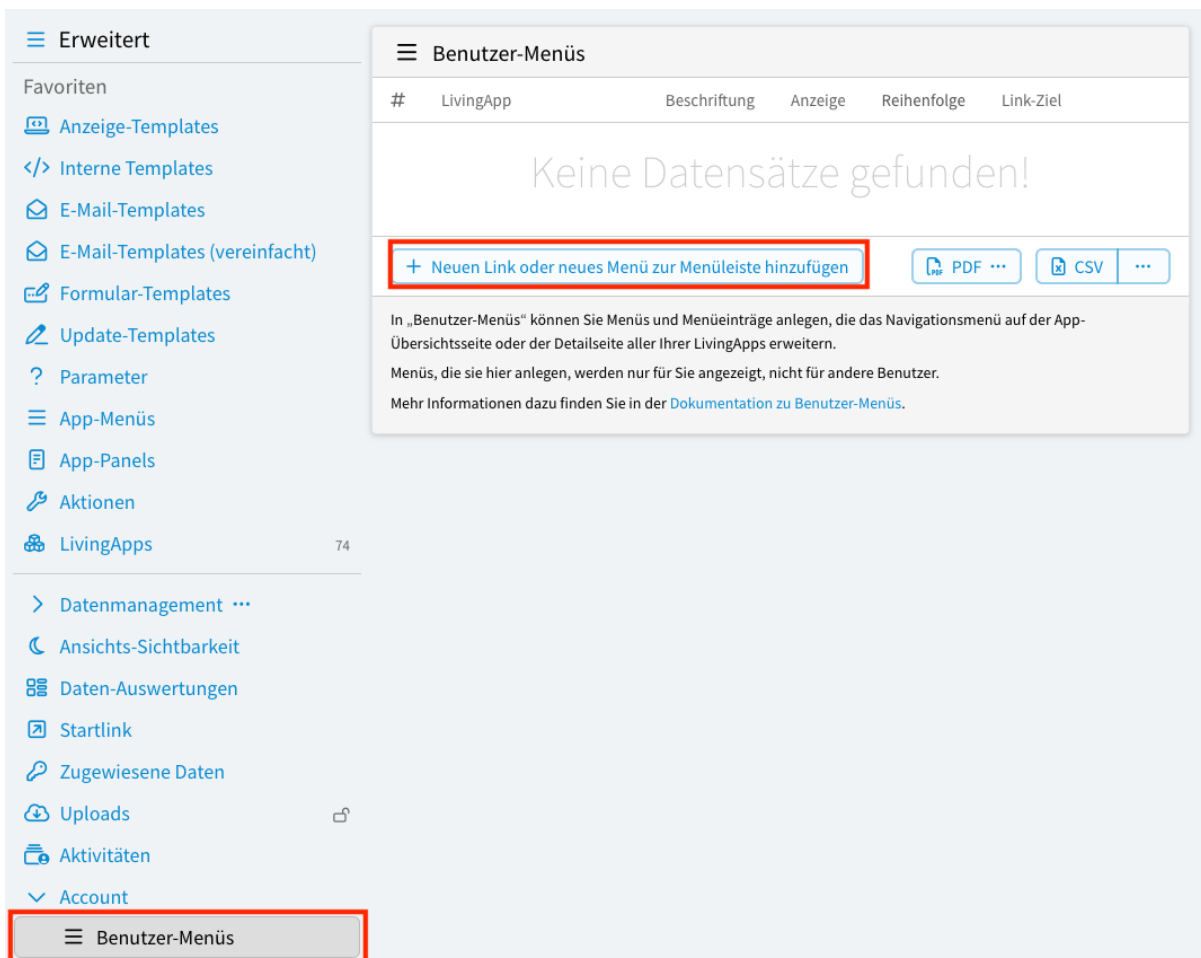 Erweitert
Favoriten
Anzeige-Templates
Interne Templates
E-Mail-Templates
E-Mail-Templates (vereinfacht)
Formular-Templates
Update-Templates
Parameter
App-Menüs
App-Panels
Aktionen
LivingApps 74
Datenmanagement ···
Ansichts-Sichtbarkeit
Daten-Auswertungen
Startlink
Zugewiesene Daten
Uploads
Aktivitäten
Account
Benutzer-Menüs
Benutzer-Menüs
# LivingApp Beschriftung Anzeige Reihenfolge Link-Ziel
Keine Datensätze gefunden!
+ Neuen Link oder neues Menü zur Menüleiste hinzufügen PDF ··· CSV ···
In „Benutzer-Menüs“ können Sie Menüs und Menüeinträge anlegen, die das Navigationsmenü auf der App-
Übersichtsseite oder der Detailseite aller Ihrer LivingApps erweitern.
Menüs, die sie hier anlegen, werden nur für Sie angezeigt, nicht für andere Benutzer.
Mehr Informationen dazu finden Sie in der Dokumentation zu Benutzer-Menüs.